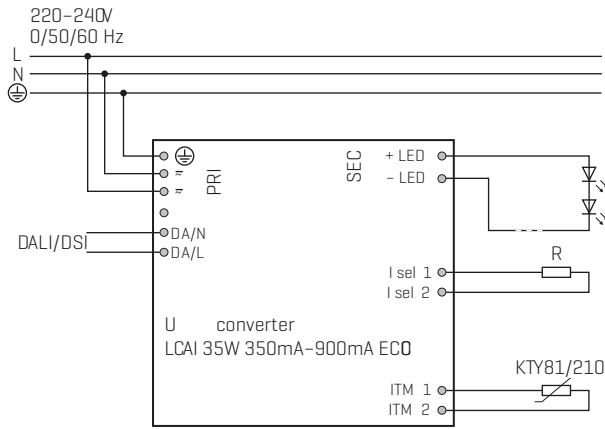 220–240V
0/50/60 Hz
L
N
PRI
SEC
+ LED
– LED
DALI/DSI
DA/N
DA/L
I sel 1
I sel 2
R
U converter
LCAI 35W 350mA–900mA ECO
KTY81/210
ITM 1
ITM 2